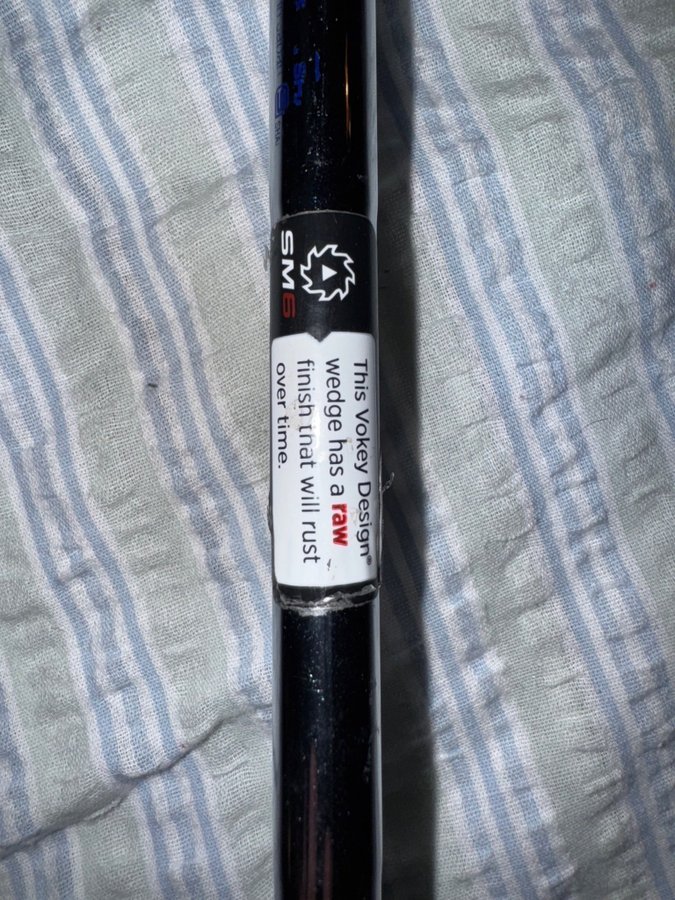 SM6
This Vokey Design®
wedge has a raw
finish that will rust
over time.